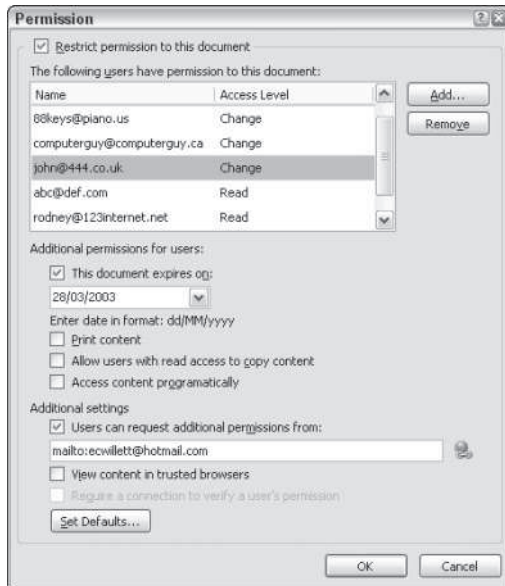 Permission
Restrict permission to this document
The following users have permission to this document:
Name Access Level
88keys@piano.us Change
computerguy@computerguy.ca Change
john@444.co.uk Change
abc@def.com Read
rodney@123internet.net Read
Add...
Remove
Additional permissions for users:
This document expires on:
28/03/2003
Enter date in format: dd/MM/yyyy
Print content
Allow users with read access to copy content
Access content programatically
Additional settings
Users can request additional permissions from:
mailto:ecwillett@hotmail.com
View content in trusted browsers
Require a connection to verify a user's permission
Set Defaults...
OK Cancel